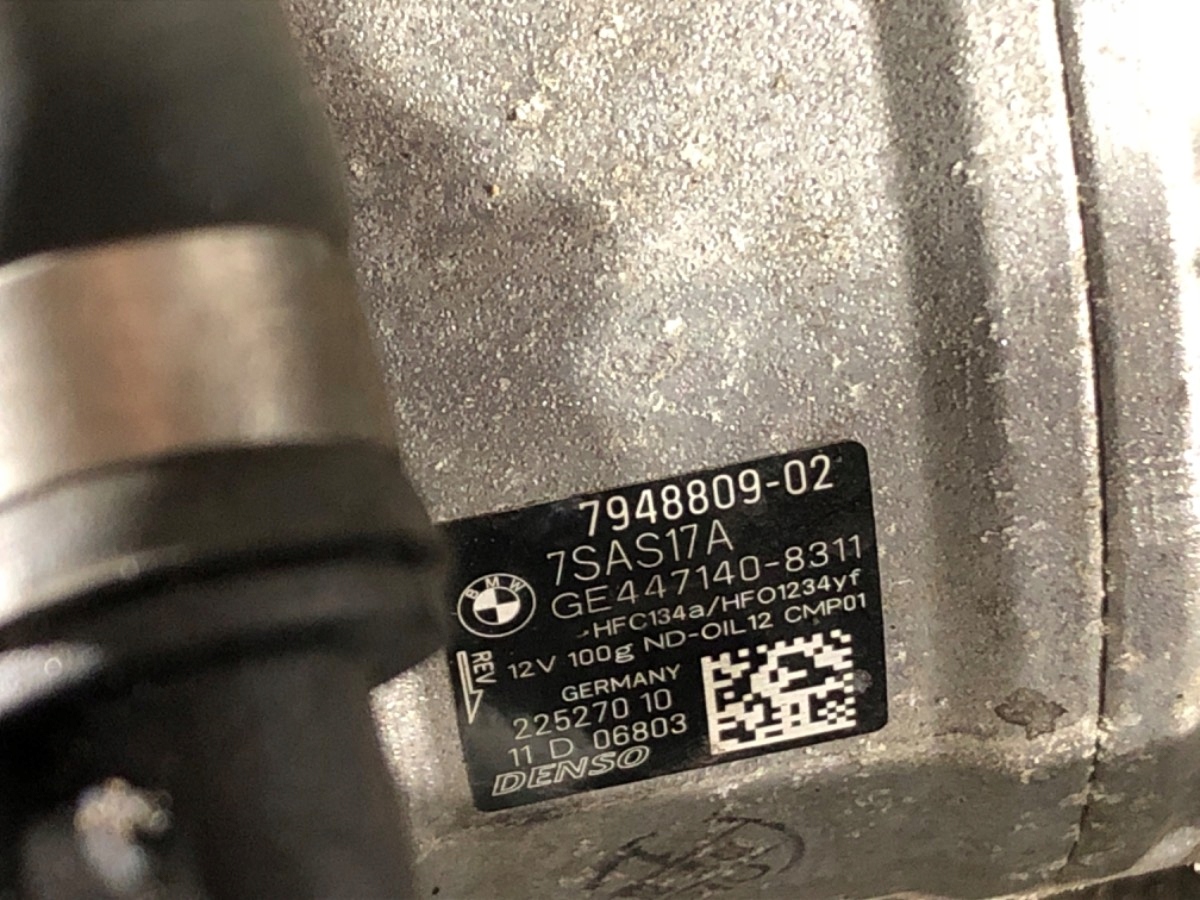 7948809-02
7SAS17A
BMW
GE447140-8311
HFC134a/HFO1234yf
12V 100g ND-OIL12 CMP01
REV
GERMANY
225270 10
11 D 06803
DENSO